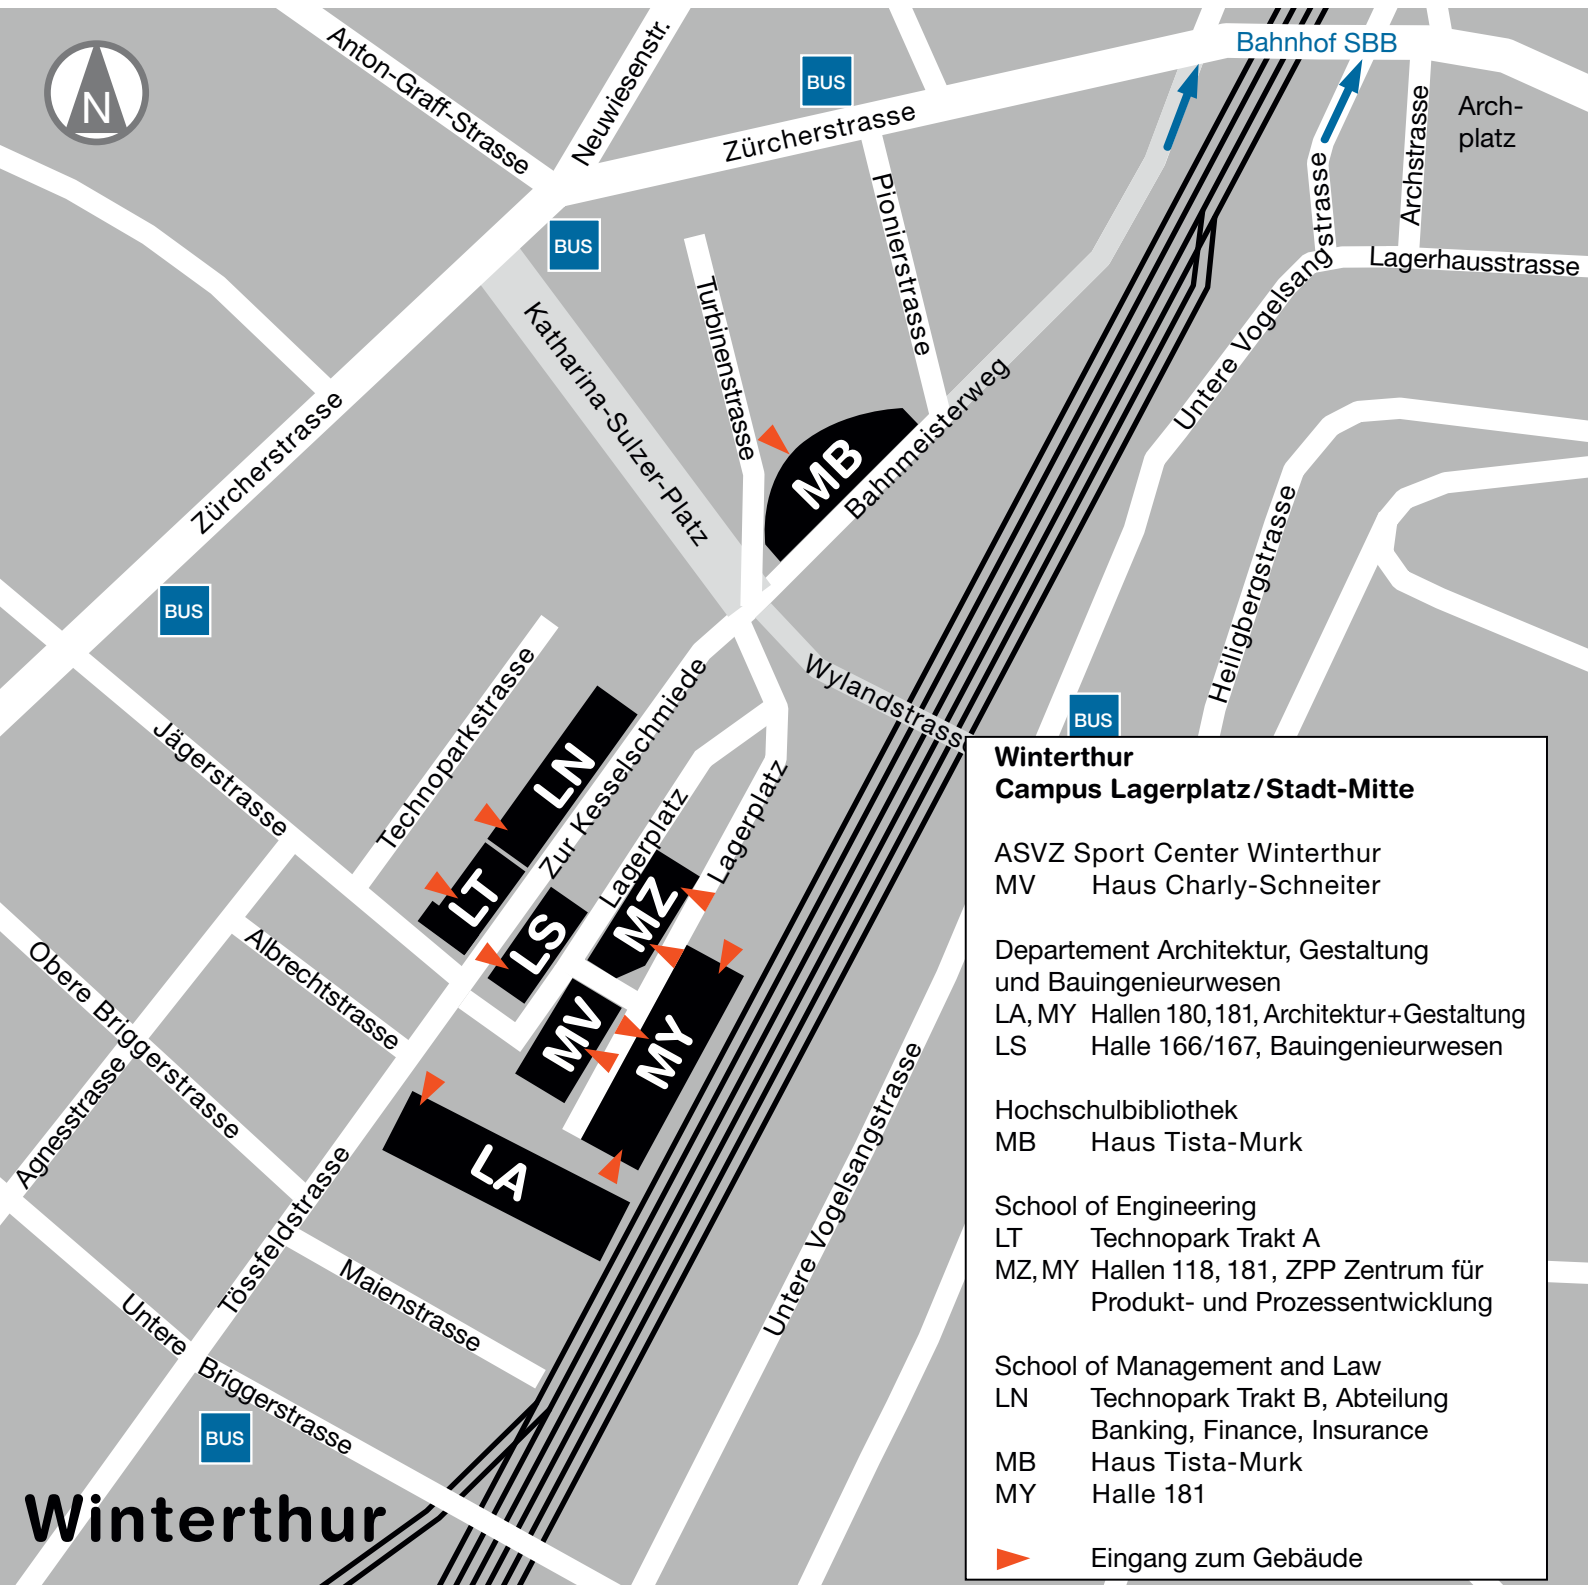 Anton-Graff-Strasse
Neuwiesenstr.
Bahnhof SBB
N
BUS
Zürcherstrasse
Arch-
platz
Archstrasse
BUS
Pionierstrasse
Untere Vogelsangstrasse
Lagerhausstrasse
Turbinenstrasse
Katharina-Sulzer-Platz
Zürcherstrasse
MB
Bahnmeisterweg
Heiligbergstrasse
BUS
Wylandstrasse
BUS
Technoparkstrasse
Jägerstrasse
LN
Zur Kesselschmiede
Lagerplatz
Lagerplatz
LT
LS
MZ
MV
MY
LA
Albrechtstrasse
Obere Briggerstrasse
Agnesstrasse
Tössfeldstrasse
Maienstrasse
Untere Briggerstrasse
Untere Vogelsangstrasse
BUS
Winterthur
Winterthur
Campus Lagerplatz/Stadt-Mitte
ASVZ Sport Center Winterthur
MV Haus Charly-Schneiter
Departement Architektur, Gestaltung
und Bauingenieurwesen
LA, MY Hallen 180, 181, Architektur+Gestaltung
LS Halle 166/167, Bauingenieurwesen
Hochschulbibliothek
MB Haus Tista-Murk
School of Engineering
LT Technopark Trakt A
MZ, MY Hallen 118, 181, ZPP Zentrum für
Produkt- und Prozessentwicklung
School of Management and Law
LN Technopark Trakt B, Abteilung
Banking, Finance, Insurance
MB Haus Tista-Murk
MY Halle 181
Eingang zum Gebäude